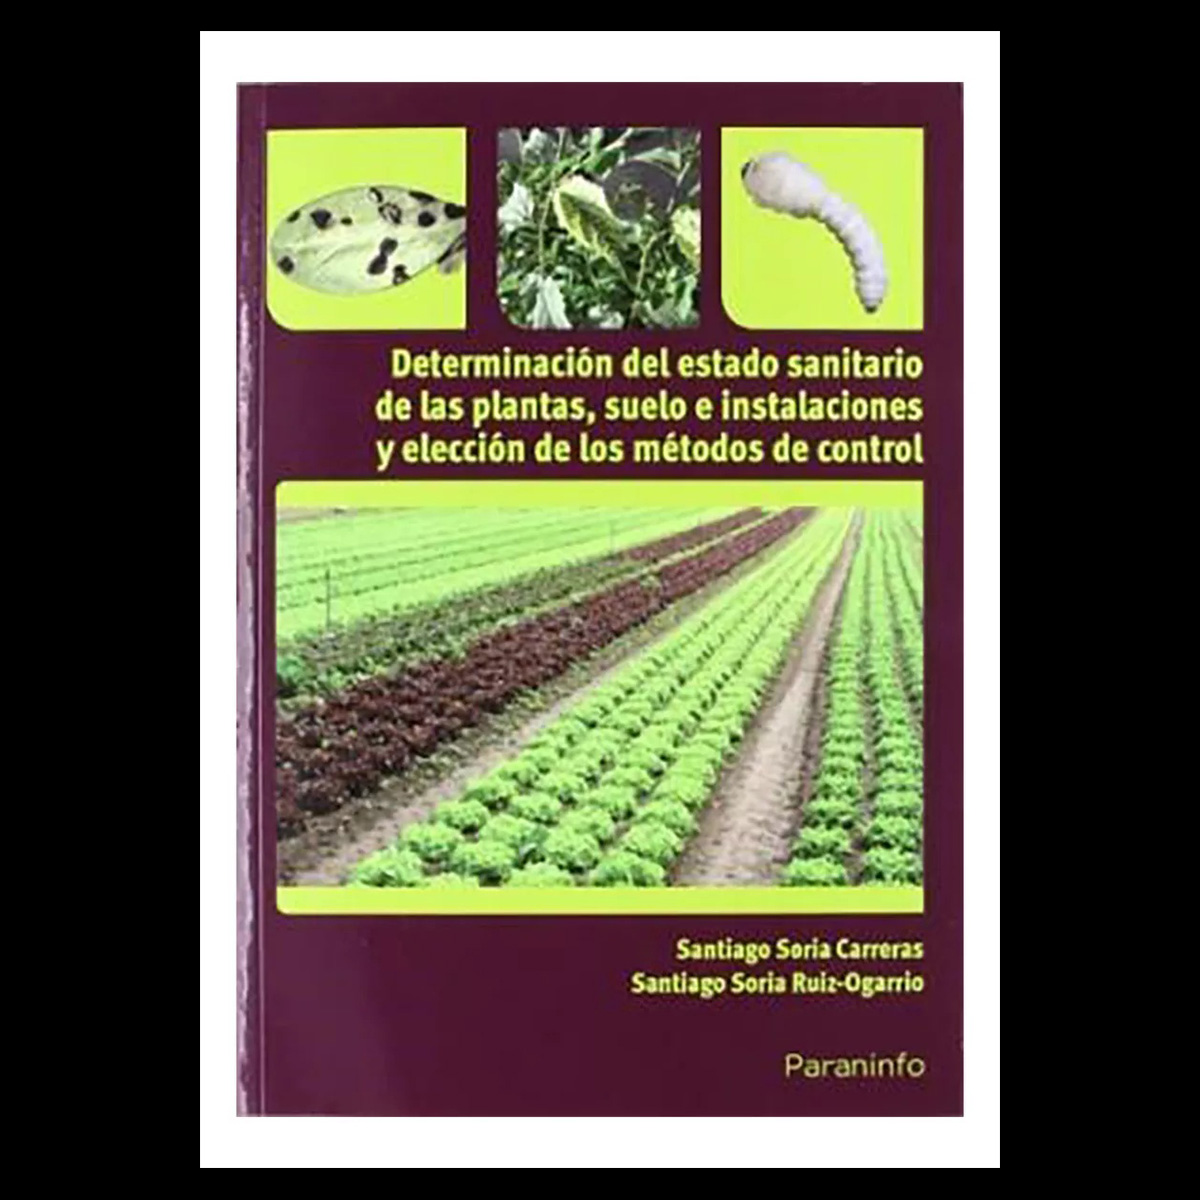 Determinación del estado sanitario
de las plantas, suelo e instalaciones
y elección de los métodos de control
Santiago Soria Carreras
Santiago Soria Ruiz-Ogarrio
Paraninfo